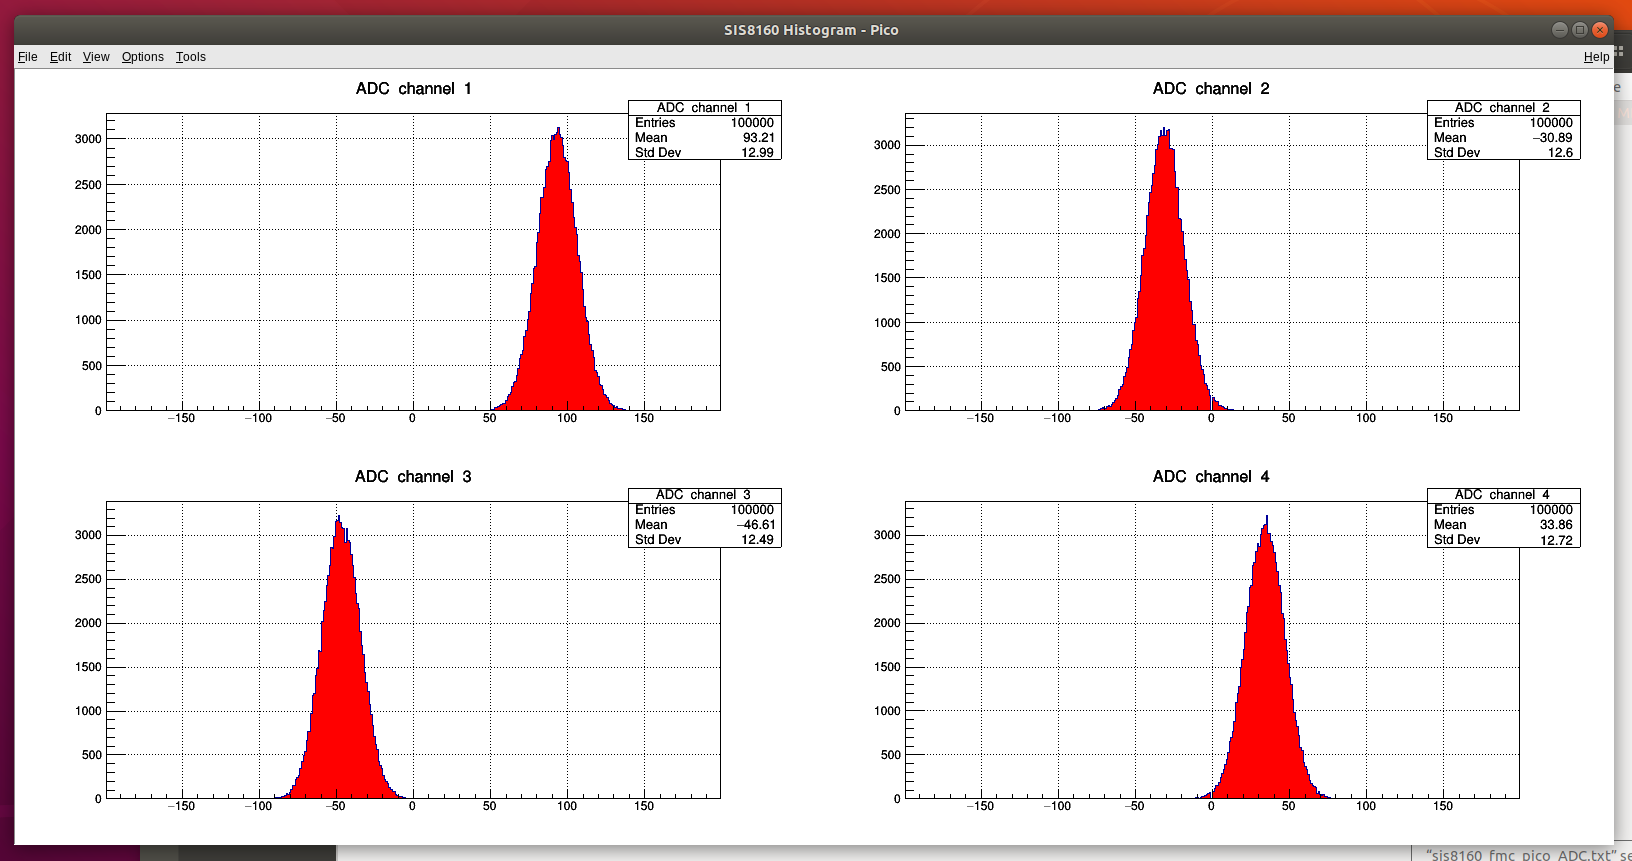 SIS8160 Histogram - Pico
File Edit View Options Tools Help
ADC channel 1
ADC channel 1
Entries 100000
Mean 93.21
Std Dev 12.99
3000
2500
2000
1500
1000
500
0
−150 −100 −50 0 50 100 150
ADC channel 2
ADC channel 2
Entries 100000
Mean −30.89
Std Dev 12.6
3000
2500
2000
1500
1000
500
0
−150 −100 −50 0 50 100 150
ADC channel 3
ADC channel 3
Entries 100000
Mean −46.61
Std Dev 12.49
3000
2500
2000
1500
1000
500
0
−150 −100 −50 0 50 100 150
ADC channel 4
ADC channel 4
Entries 100000
Mean 33.86
Std Dev 12.72
3000
2500
2000
1500
1000
500
0
−150 −100 −50 0 50 100 150
"sis8160_fmc_pico_ADC.txt" se